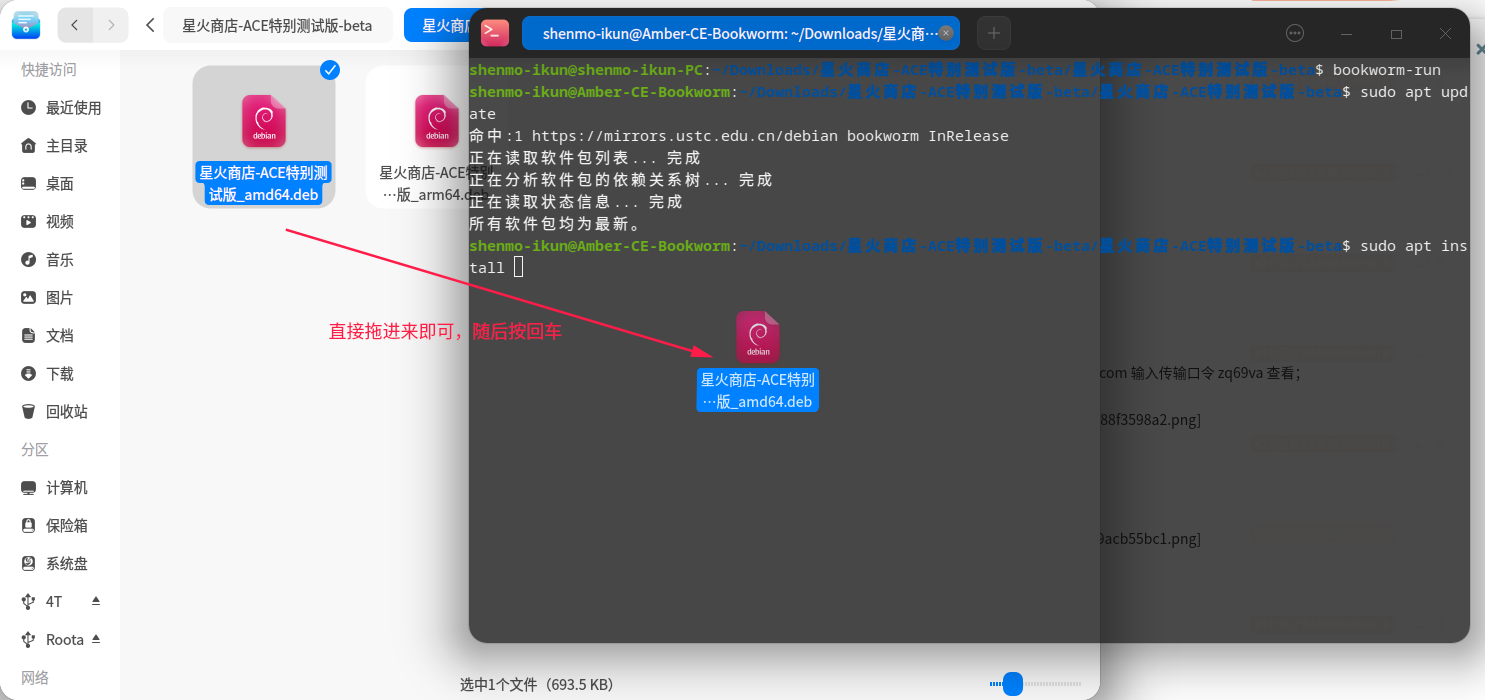 星火商店-ACE特别测试版-beta
星火商店
快捷访问
最近使用
主目录
桌面
视频
音乐
图片
文档
下载
回收站
分区
计算机
保险箱
系统盘
4T
Roota
网络
debian
星火商店-ACE特别测
试版_amd64.deb
debian
星火商店-ACE特别
…版_arm64.deb
直接拖进来即可，随后按回车
选中1个文件（693.5 KB）
shenmo-ikun@Amber-CE-Bookworm: ~/Downloads/星火商…
shenmo-ikun@shenmo-ikun-PC:~/Downloads/星火商店-ACE特别测试版-beta/星火商店-ACE特别测试版-beta$ bookworm-run
shenmo-ikun@Amber-CE-Bookworm:~/Downloads/星火商店-ACE特别测试版-beta/星火商店-ACE特别测试版-beta$ sudo apt upd
ate
命中:1 https://mirrors.ustc.edu.cn/debian bookworm InRelease
正在读取软件包列表... 完成
正在分析软件包的依赖关系树... 完成
正在读取状态信息... 完成
所有软件包均为最新。
shenmo-ikun@Amber-CE-Bookworm:~/Downloads/星火商店-ACE特别测试版-beta/星火商店-ACE特别测试版-beta$ sudo apt ins
tall
debian
星火商店-ACE特别
…版_amd64.deb
com 输入传输口令 zq69va 查看；
88f3598a2.png]
9acb55bc1.png]